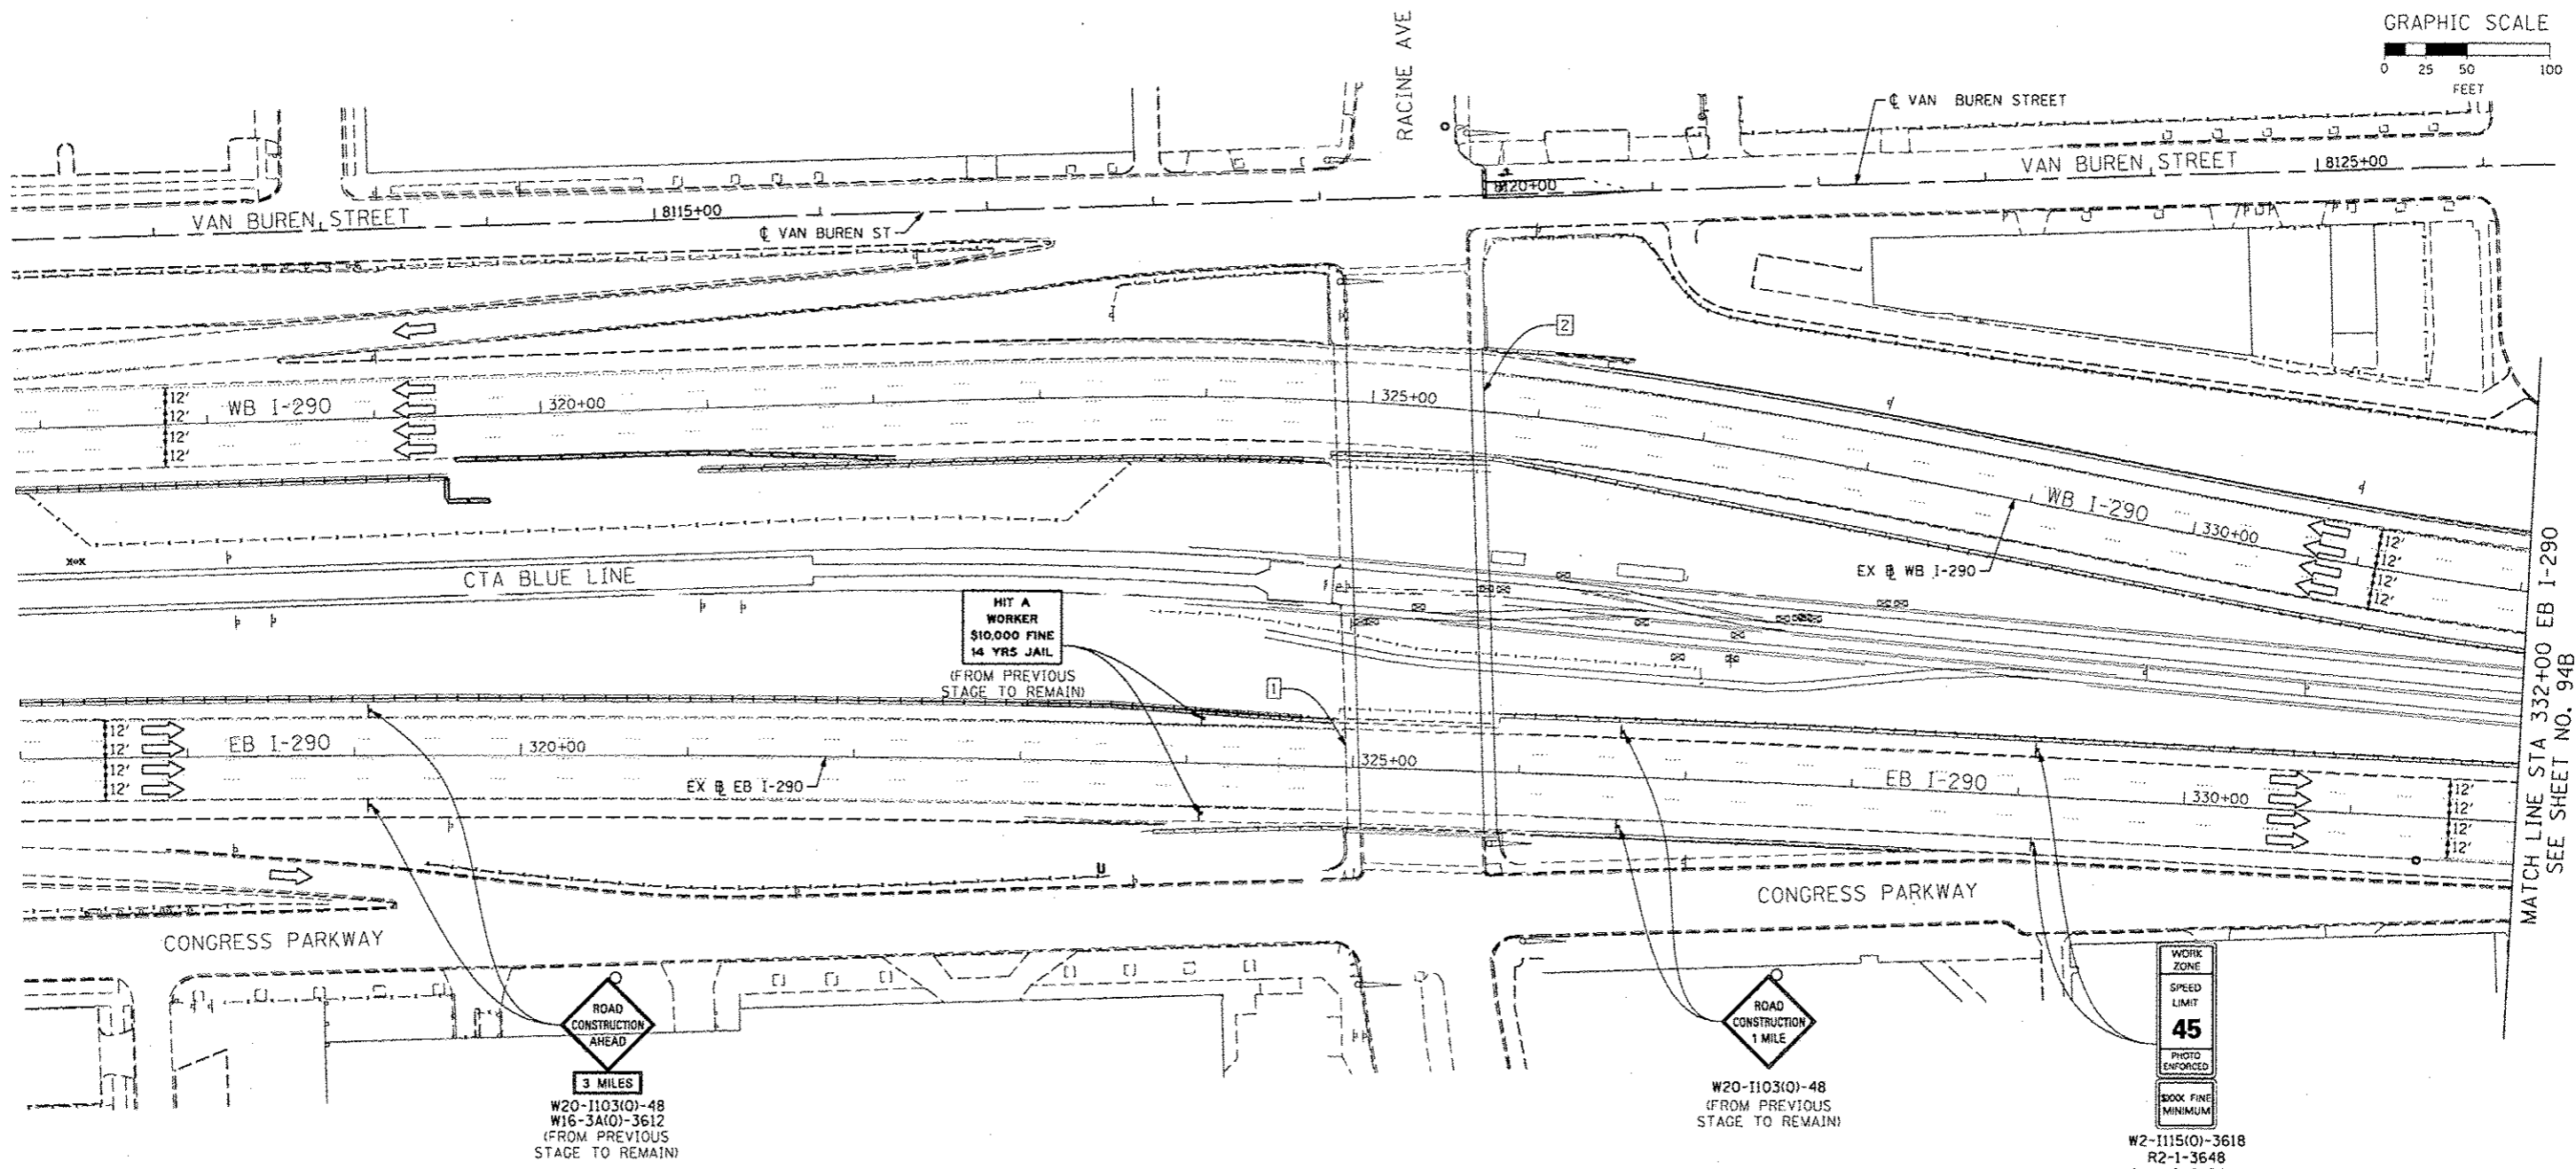 GRAPHIC SCALE
0 25 50 100
FEET
RACINE AVE
℄ VAN BUREN STREET
VAN BUREN STREET
8125+00
8120+00
VAN BUREN STREET
8115+00
℄ VAN BUREN ST
2
12'
12'
12'
12'
WB I-290
320+00
325+00
WB I-290
330+00
12'
12'
12'
12'
EX ℄ WB I-290
CTA BLUE LINE
HIT A
WORKER
$10,000 FINE
14 YRS JAIL
(FROM PREVIOUS
STAGE TO REMAIN)
1
12'
12'
12'
12'
EB I-290
320+00
EX ℄ EB I-290
325+00
EB I-290
330+00
12'
12'
12'
12'
MATCH LINE STA 332+00 EB I-290
SEE SHEET NO. 94B
CONGRESS PARKWAY
CONGRESS PARKWAY
ROAD
CONSTRUCTION
AHEAD
3 MILES
W20-I103(O)-48
W16-3A(O)-3612
(FROM PREVIOUS
STAGE TO REMAIN)
ROAD
CONSTRUCTION
1 MILE
W20-I103(O)-48
(FROM PREVIOUS
STAGE TO REMAIN)
WORK
ZONE
SPEED
LIMIT
45
PHOTO
ENFORCED
$XXX FINE
MINIMUM
W2-I115(O)-3618
R2-1-3648